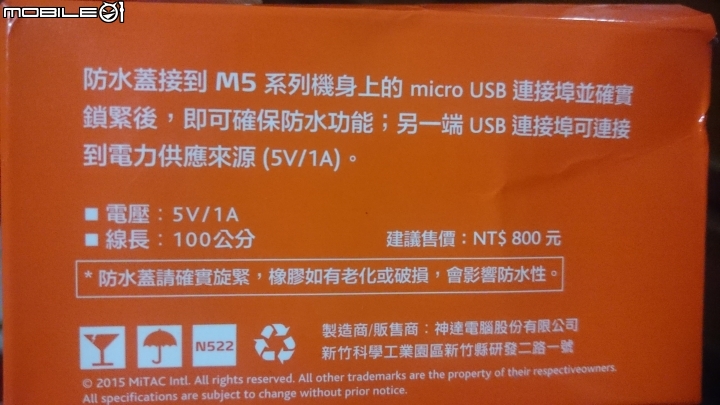 MOBILE01
防水蓋接到 M5 系列機身上的 micro USB 連接埠並確實
鎖緊後，即可確保防水功能；另一端 USB 連接埠可連接
到電力供應來源 (5V/1A)。
■ 電壓：5V/1A
■ 線長：100公分
建議售價：NT$ 800 元
* 防水蓋請確實旋緊，橡膠如有老化或破損，會影響防水性。
N522
製造商/販售商：神達電腦股份有限公司
新竹科學工業園區新竹縣研發二路一號
© 2015 MiTAC Intl. All rights reserved. All other trademarks are the property of their respectiveowners.
All specifications are subject to change without prior notice.